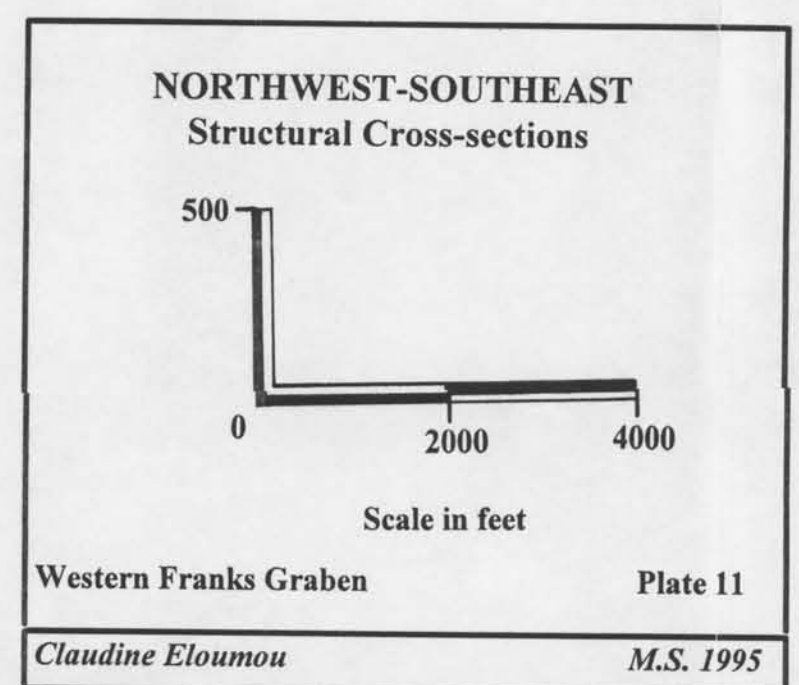 NORTHWEST-SOUTHEAST
Structural Cross-sections
500
0
2000
4000
Scale in feet
Western Franks Graben Plate 11
Claudine Eloumou M.S. 1995